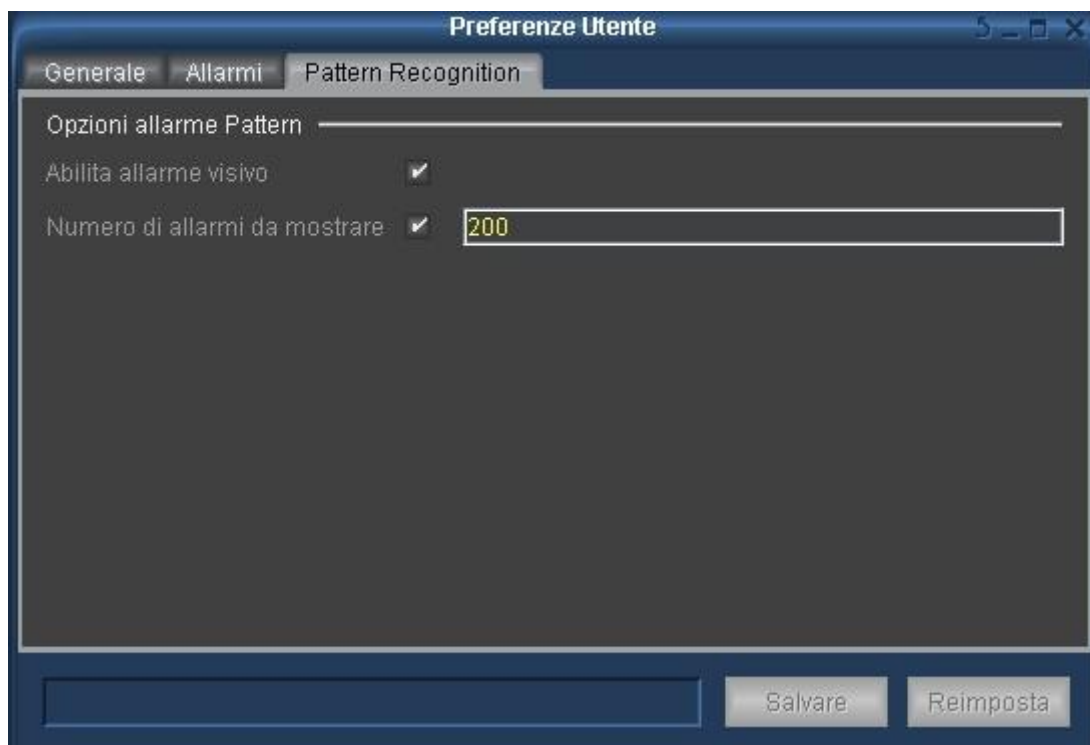 Preferenze Utente
Generale Allarmi Pattern Recognition
Opzioni allarme Pattern
Abilita allarme visivo
Numero di allarmi da mostrare 200
Salvare Reimposta